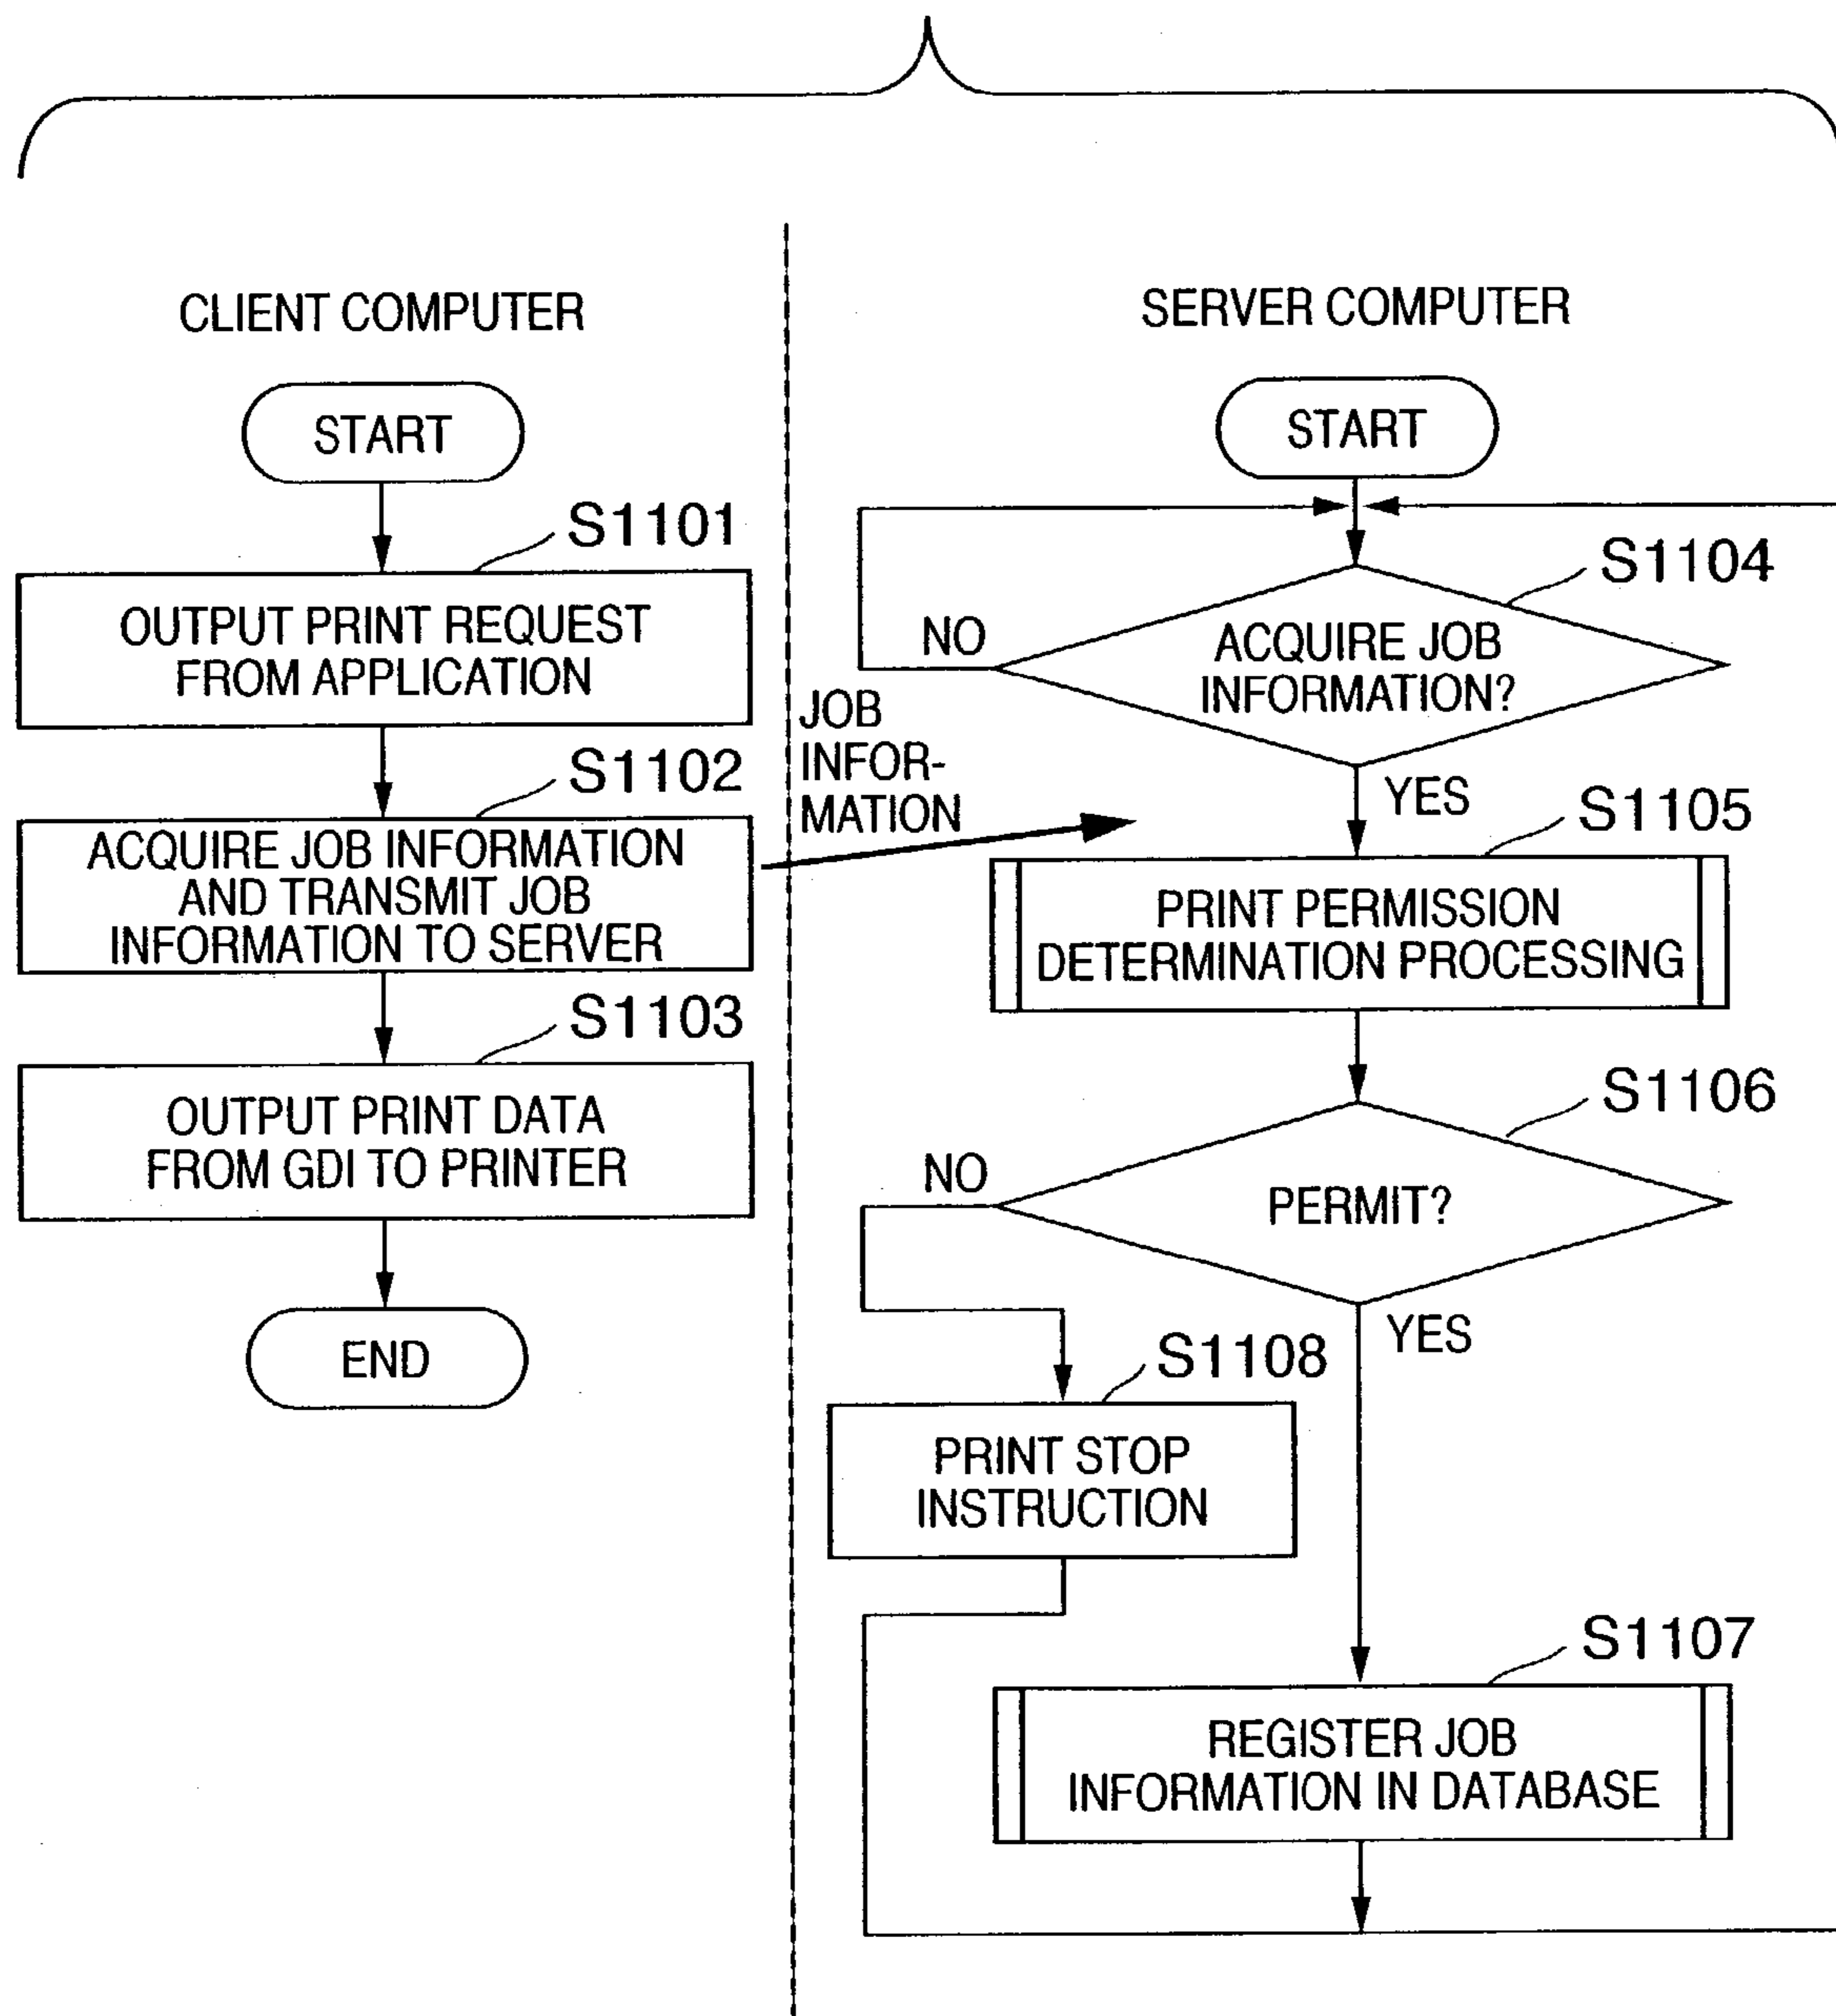 CLIENT COMPUTER
START
S1101
OUTPUT PRINT REQUEST
FROM APPLICATION
S1102
ACQUIRE JOB INFORMATION
AND TRANSMIT JOB
INFORMATION TO SERVER
S1103
OUTPUT PRINT DATA
FROM GDI TO PRINTER
END
JOB
INFOR-
MATION
SERVER COMPUTER
START
S1104
NO
ACQUIRE JOB
INFORMATION?
YES
S1105
PRINT PERMISSION
DETERMINATION PROCESSING
S1106
NO
PERMIT?
YES
S1108
PRINT STOP
INSTRUCTION
S1107
REGISTER JOB
INFORMATION IN DATABASE